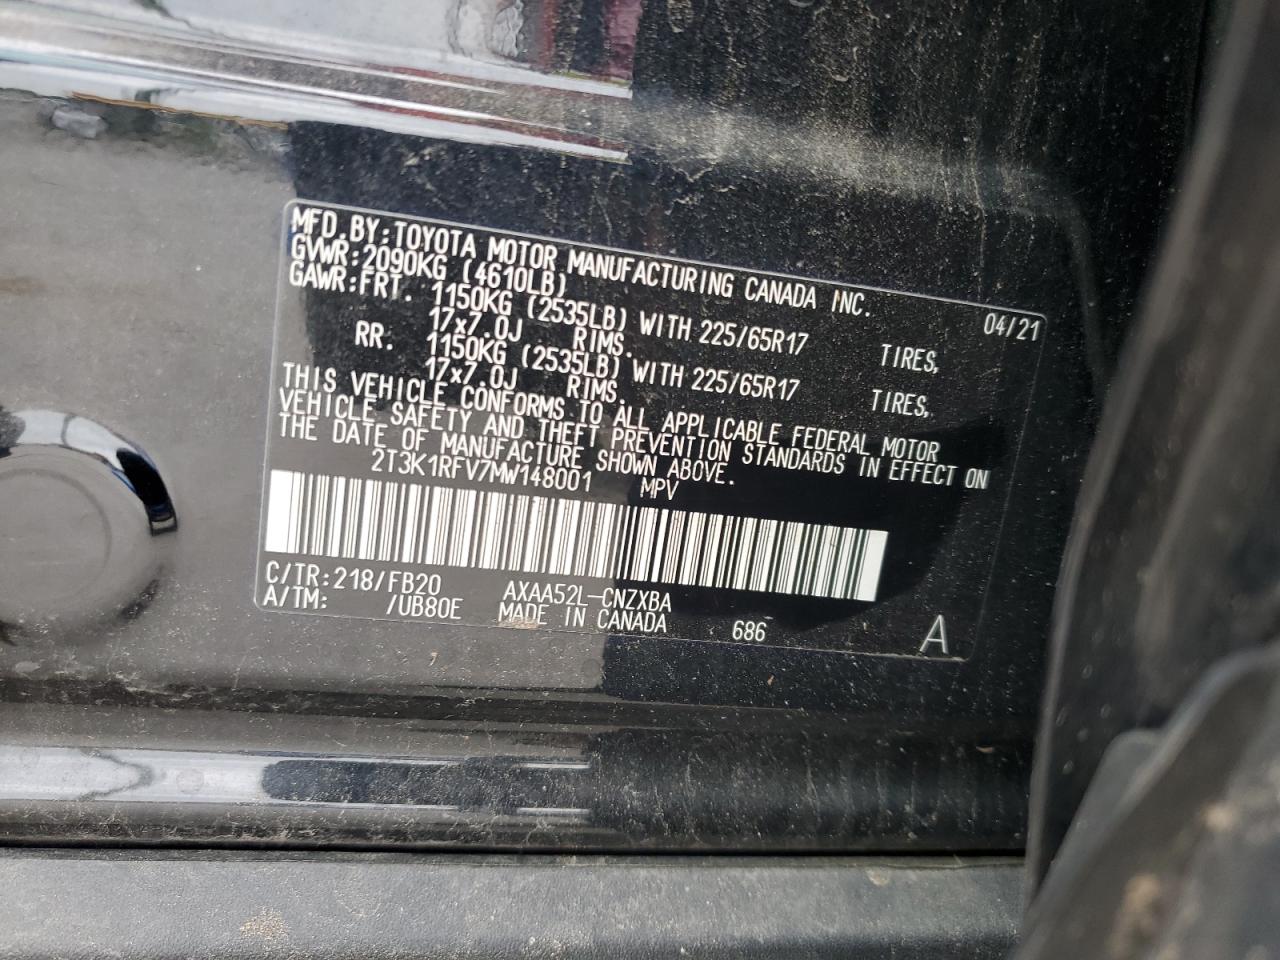 MFD.BY:TOYOTA MOTOR MANUFACTURING CANADA INC. 04/21
GVWR:2090KG (4610LB)
GAWR:FRT. 1150KG (2535LB) WITH 225/65R17 TIRES,
17x7.0J RIMS.
RR. 1150KG (2535LB) WITH 225/65R17 TIRES,
17x7.0J RIMS.
THIS VEHICLE CONFORMS TO ALL APPLICABLE FEDERAL MOTOR
VEHICLE SAFETY AND THEFT PREVENTION STANDARDS IN EFFECT ON
THE DATE OF MANUFACTURE SHOWN ABOVE.
2T3K1RFV7MW148001 MPV
C/TR:218/FB20 AXAA52L-CNZXBA
A/TM: /UB80E MADE IN CANADA 686 A